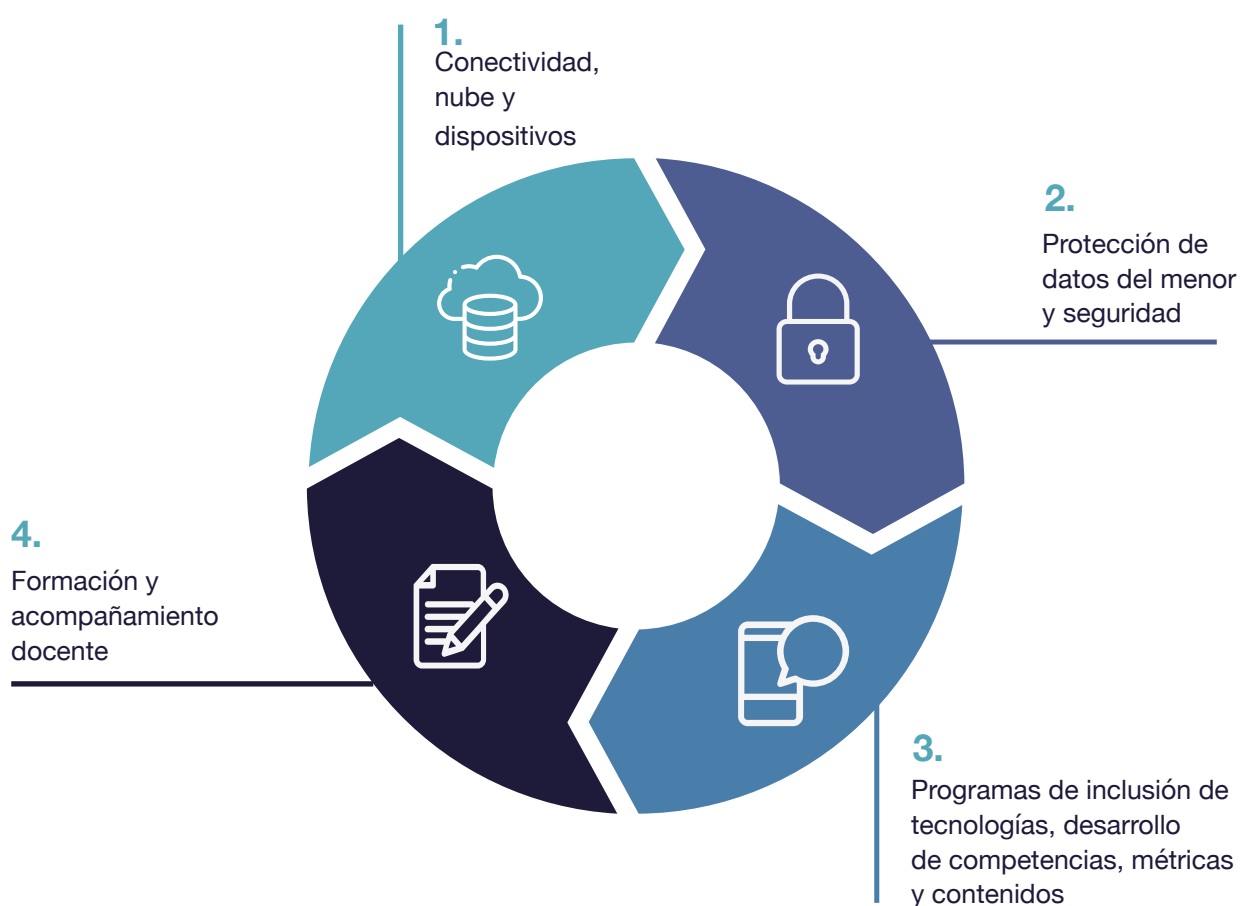 1.
Conectividad,
nube y
dispositivos
2.
Protección de
datos del menor
y seguridad
3.
Programas de inclusión de
tecnologías, desarrollo
de competencias, métricas
y contenidos
4.
Formación y
acompañamiento
docente